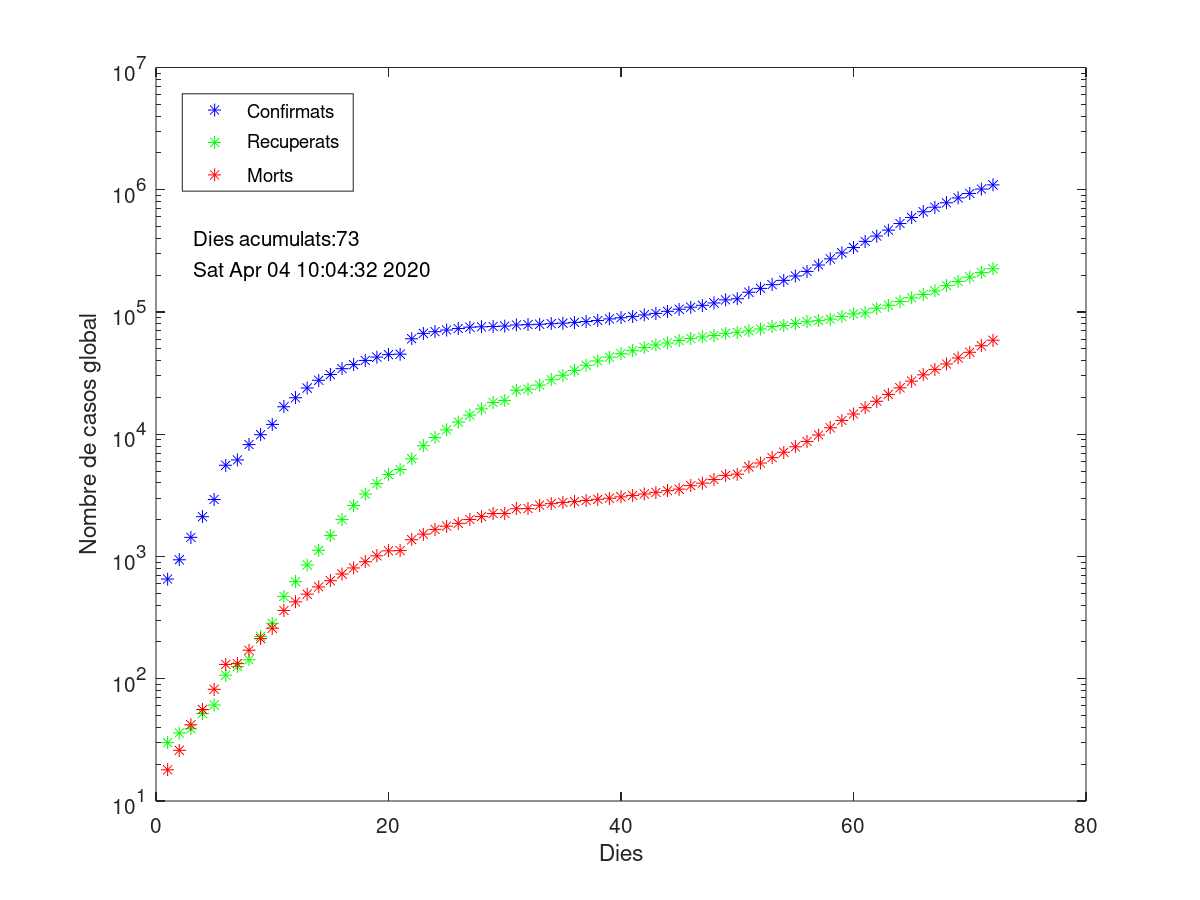 10^7
10^6
10^5
10^4
10^3
10^2
10^1
Nombre de casos global
Confirmats
Recuperats
Morts
Dies acumulats:73
Sat Apr 04 10:04:32 2020
0 20 40 60 80
Dies